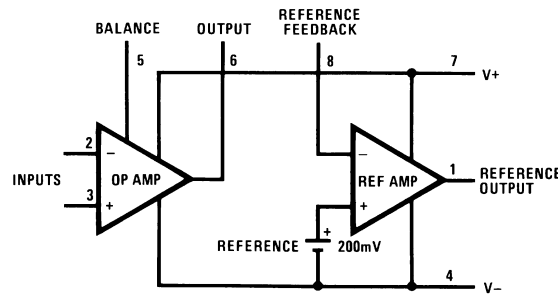 BALANCE
OUTPUT
REFERENCE
FEEDBACK
5
6
8
7
V+
2
−
OP AMP
INPUTS
3
+
−
REF AMP
+
1
REFERENCE
OUTPUT
+
REFERENCE
200mV
4
V−